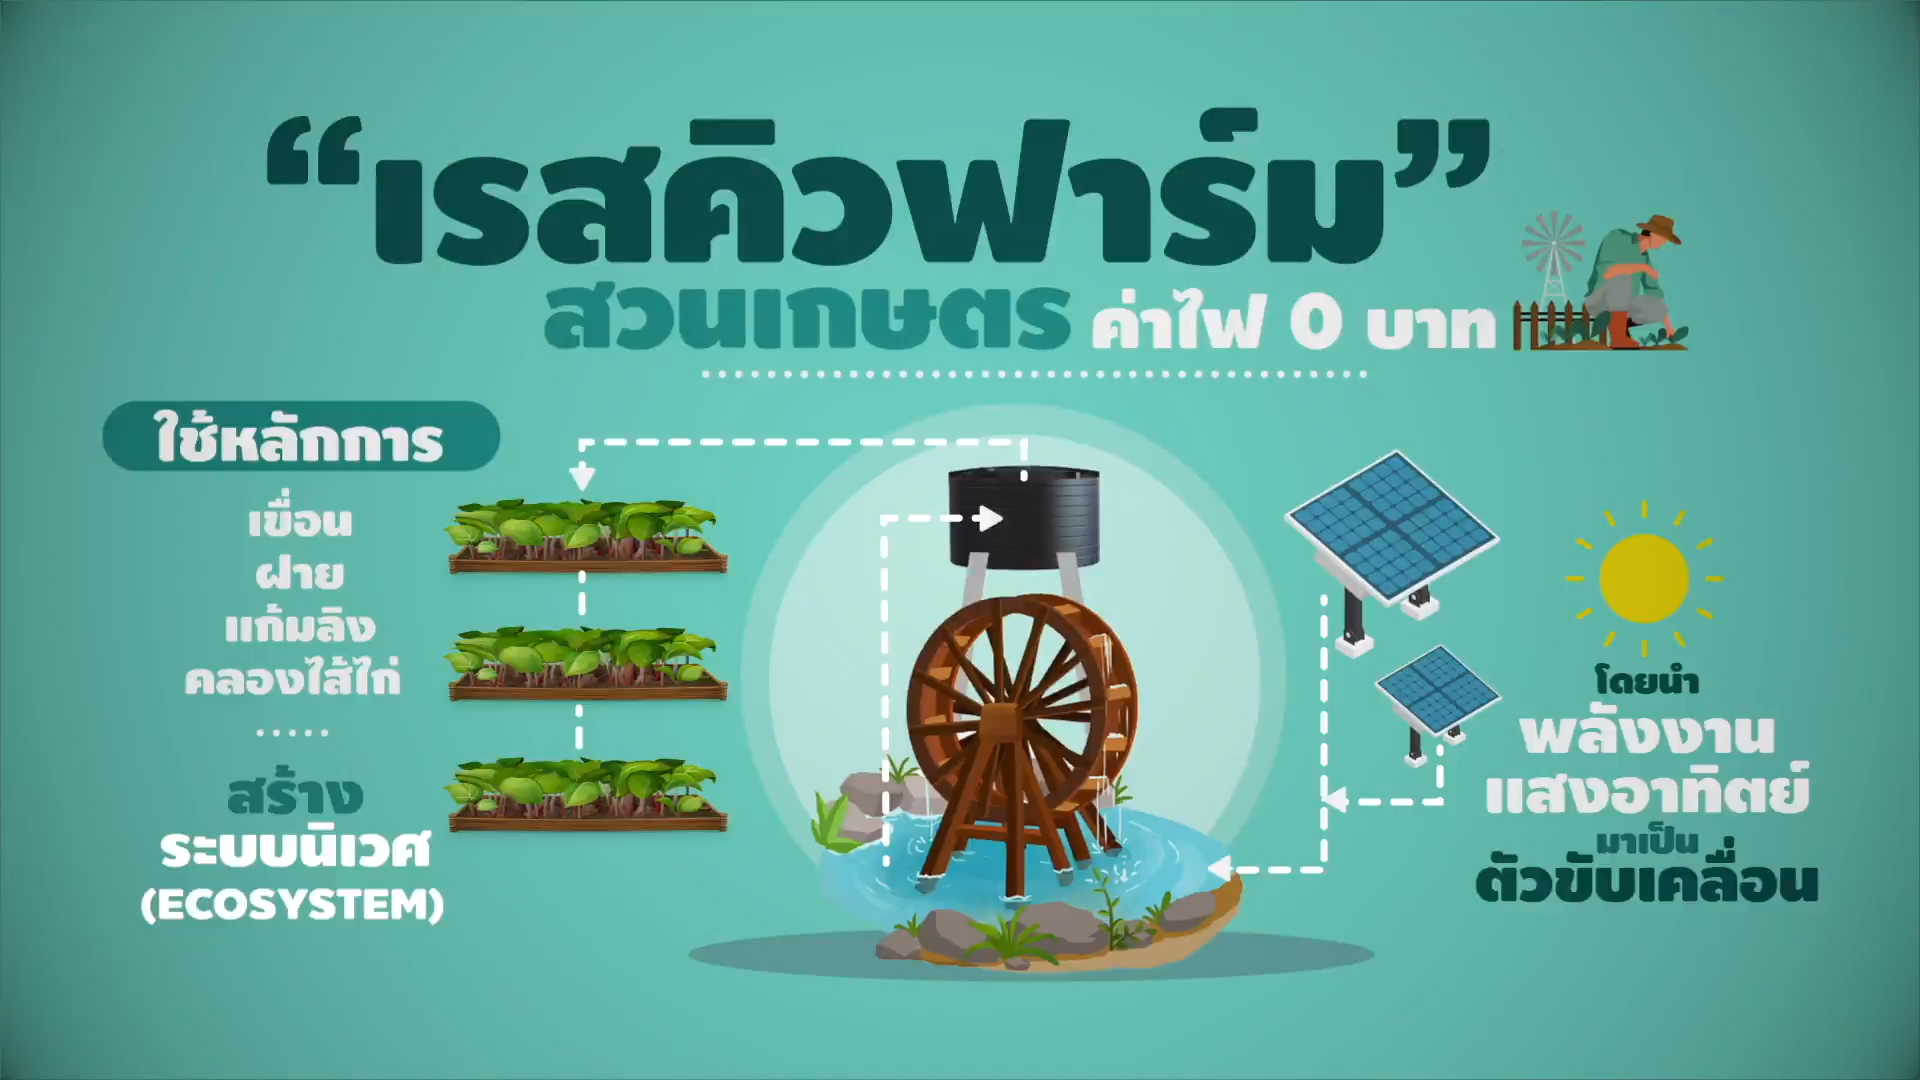 “เรสคิวฟาร์ม”
สวนเกษตร ค่าไฟ 0 บาท
ใช้หลักการ
เขื่อน
ฝาย
แก้มลิง
คลองไส้ไก่
สร้าง
ระบบนิเวศ
(ECOSYSTEM)
โดยนำ
พลังงาน
แสงอาทิตย์
มาเป็น
ตัวขับเคลื่อน